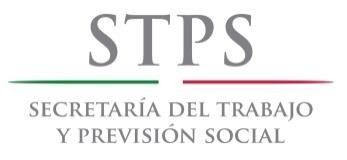 STPS
SECRETARÍA DEL TRABAJO
Y PREVISIÓN SOCIAL